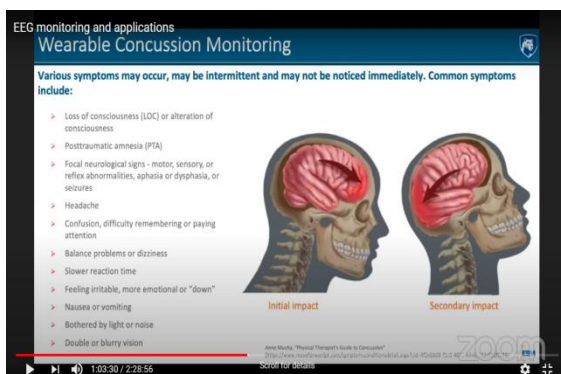 EEG monitoring and applications
Wearable Concussion Monitoring
Various symptoms may occur, may be intermittent and may not be noticed immediately. Common symptoms
include:
➢ Loss of consciousness (LOC) or alteration of
consciousness
➢ Posttraumatic amnesia (PTA)
➢ Focal neurological signs - motor, sensory, or
reflex abnormalities, aphasia or dysphasia, or
seizures
➢ Headache
➢ Confusion, difficulty remembering or paying
attention
➢ Balance problems or dizziness
➢ Slower reaction time
➢ Feeling irritable, more emotional or "down"
➢ Nausea or vomiting
➢ Bothered by light or noise
➢ Double or blurry vision
Initial impact
Secondary impact
"Physical Therapist's Guide to Concussion"
zoom
1:03:30 / 2:28:56
Scroll for details